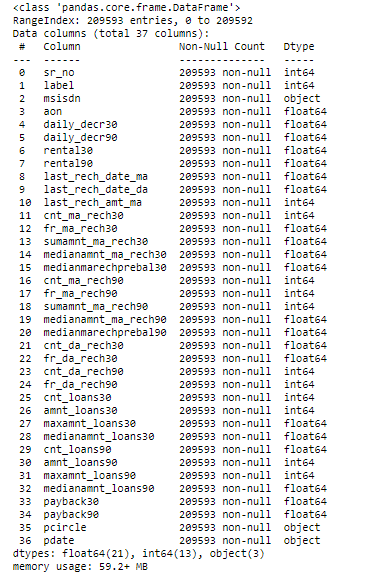 <class 'pandas.core.frame.DataFrame'>
RangeIndex: 209593 entries, 0 to 209592
Data columns (total 37 columns):
 #   Column                Non-Null Count   Dtype
---  ------                --------------   -----
 0   sr_no                 209593 non-null  int64
 1   label                 209593 non-null  int64
 2   msisdn                209593 non-null  object
 3   aon                   209593 non-null  float64
 4   daily_decr30          209593 non-null  float64
 5   daily_decr90          209593 non-null  float64
 6   rental30              209593 non-null  float64
 7   rental90              209593 non-null  float64
 8   last_rech_date_ma     209593 non-null  float64
 9   last_rech_date_da     209593 non-null  float64
 10  last_rech_amt_ma      209593 non-null  int64
 11  cnt_ma_rech30         209593 non-null  int64
 12  fr_ma_rech30          209593 non-null  float64
 13  sumamnt_ma_rech30     209593 non-null  float64
 14  medianamnt_ma_rech30  209593 non-null  float64
 15  medianmarechprebal30  209593 non-null  float64
 16  cnt_ma_rech90         209593 non-null  int64
 17  fr_ma_rech90          209593 non-null  int64
 18  sumamnt_ma_rech90     209593 non-null  int64
 19  medianamnt_ma_rech90  209593 non-null  float64
 20  medianmarechprebal90  209593 non-null  float64
 21  cnt_da_rech30         209593 non-null  float64
 22  fr_da_rech30          209593 non-null  float64
 23  cnt_da_rech90         209593 non-null  int64
 24  fr_da_rech90          209593 non-null  int64
 25  cnt_loans30           209593 non-null  int64
 26  amnt_loans30          209593 non-null  int64
 27  maxamnt_loans30       209593 non-null  float64
 28  medianamnt_loans30    209593 non-null  float64
 29  cnt_loans90           209593 non-null  float64
 30  amnt_loans90          209593 non-null  int64
 31  maxamnt_loans90       209593 non-null  int64
 32  medianamnt_loans90    209593 non-null  float64
 33  payback30             209593 non-null  float64
 34  payback90             209593 non-null  float64
 35  pcircle               209593 non-null  object
 36  pdate                 209593 non-null  object
dtypes: float64(21), int64(13), object(3)
memory usage: 59.2+ MB